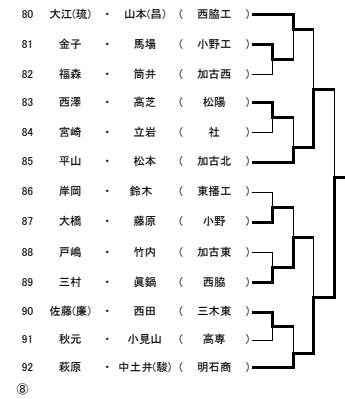 80 大江(琉) ・ 山本(昌) ( 西脇工 )
81 金子 ・ 馬場 ( 小野工 )
82 福森 ・ 筒井 ( 加古西 )
83 西澤 ・ 高芝 ( 松陽 )
84 宮崎 ・ 立岩 ( 社 )
85 平山 ・ 松本 ( 加古北 )
86 岸岡 ・ 鈴木 ( 東播工 )
87 大橋 ・ 藤原 ( 小野 )
88 戸嶋 ・ 竹内 ( 加古東 )
89 三村 ・ 眞鍋 ( 西脇 )
90 佐藤(廉) ・ 西田 ( 三木東 )
91 秋元 ・ 小見山 ( 高専 )
92 萩原 ・ 中土井(駿) ( 明石商 )
⑧